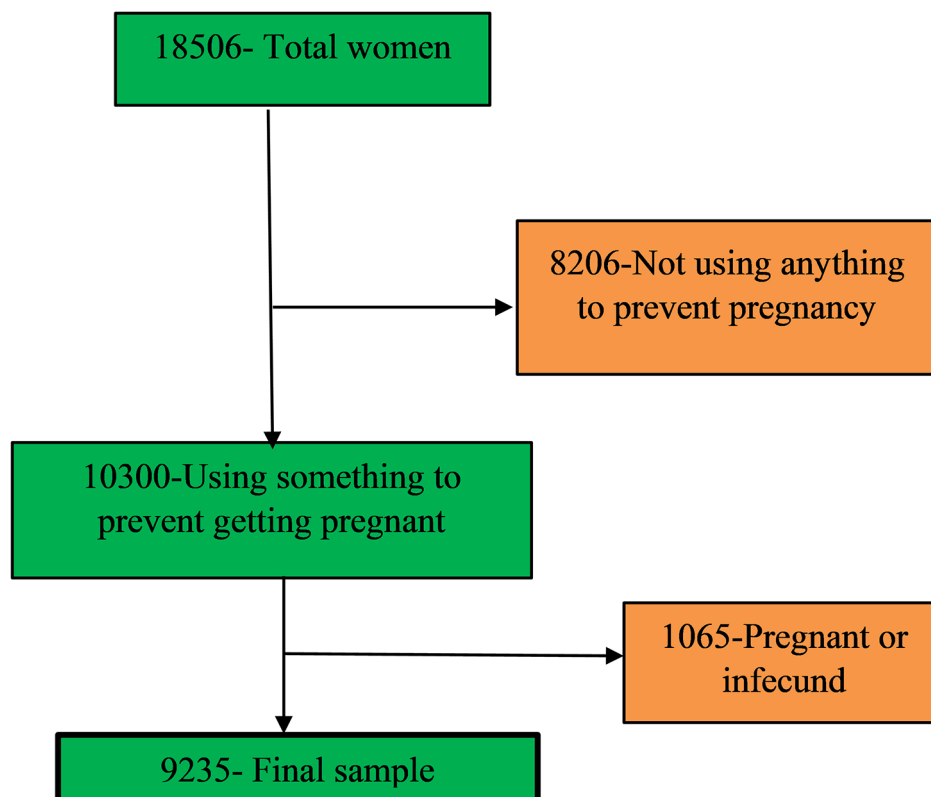 18506- Total women
8206-Not using anything
to prevent pregnancy
10300-Using something to
prevent getting pregnant
1065-Pregnant or
infecund
9235- Final sample